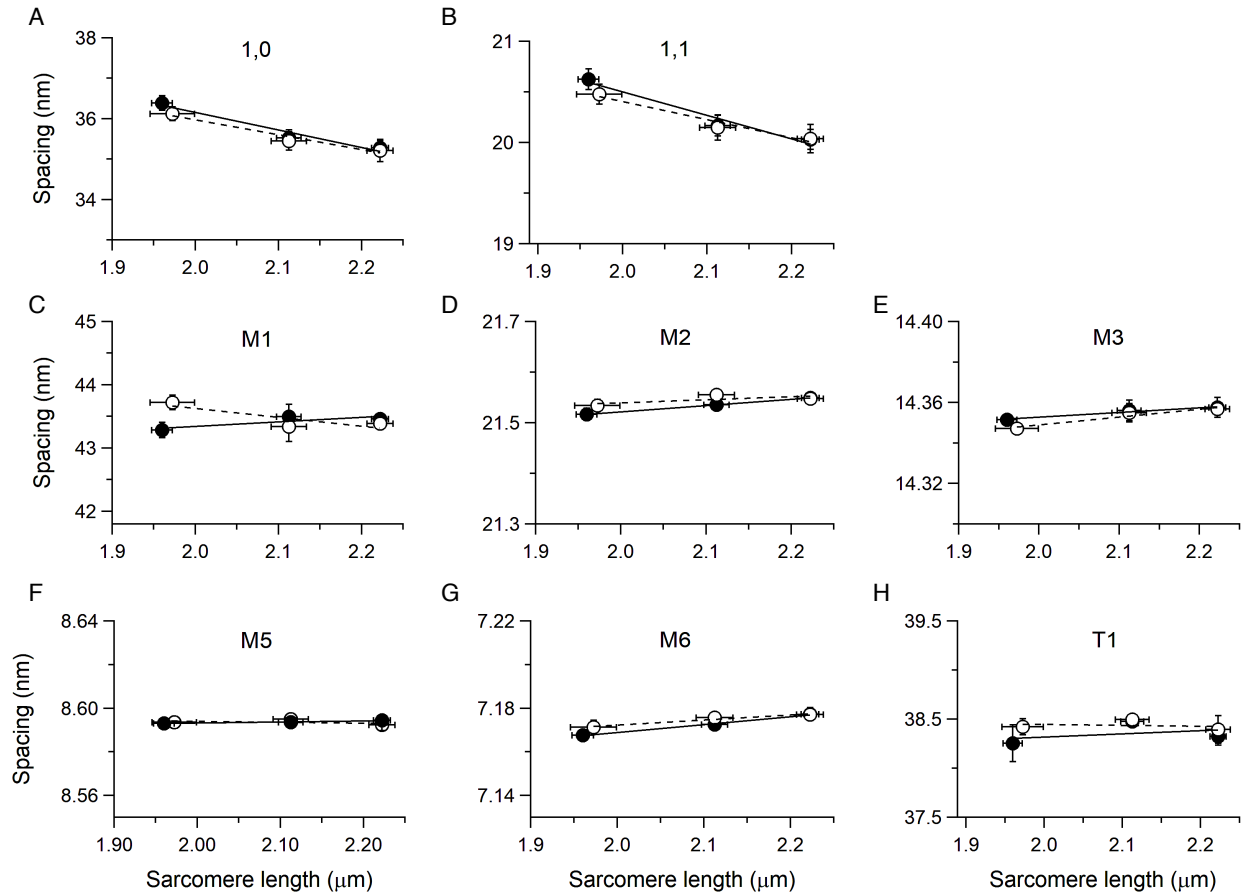 A
1,0
Spacing (nm)
38
36
34
1.9
2.0
2.1
2.2
B
1,1
21
20
19
1.9
2.0
2.1
2.2
C
M1
Spacing (nm)
45
44
43
42
1.9
2.0
2.1
2.2
D
M2
21.7
21.5
21.3
1.9
2.0
2.1
2.2
E
M3
14.40
14.36
14.32
1.9
2.0
2.1
2.2
F
M5
Spacing (nm)
8.64
8.60
8.56
1.90
2.00
2.10
2.20
Sarcomere length (μm)
G
M6
7.22
7.18
7.14
1.9
2.0
2.1
2.2
Sarcomere length (μm)
H
T1
39.5
38.5
37.5
1.9
2.0
2.1
2.2
Sarcomere length (μm)